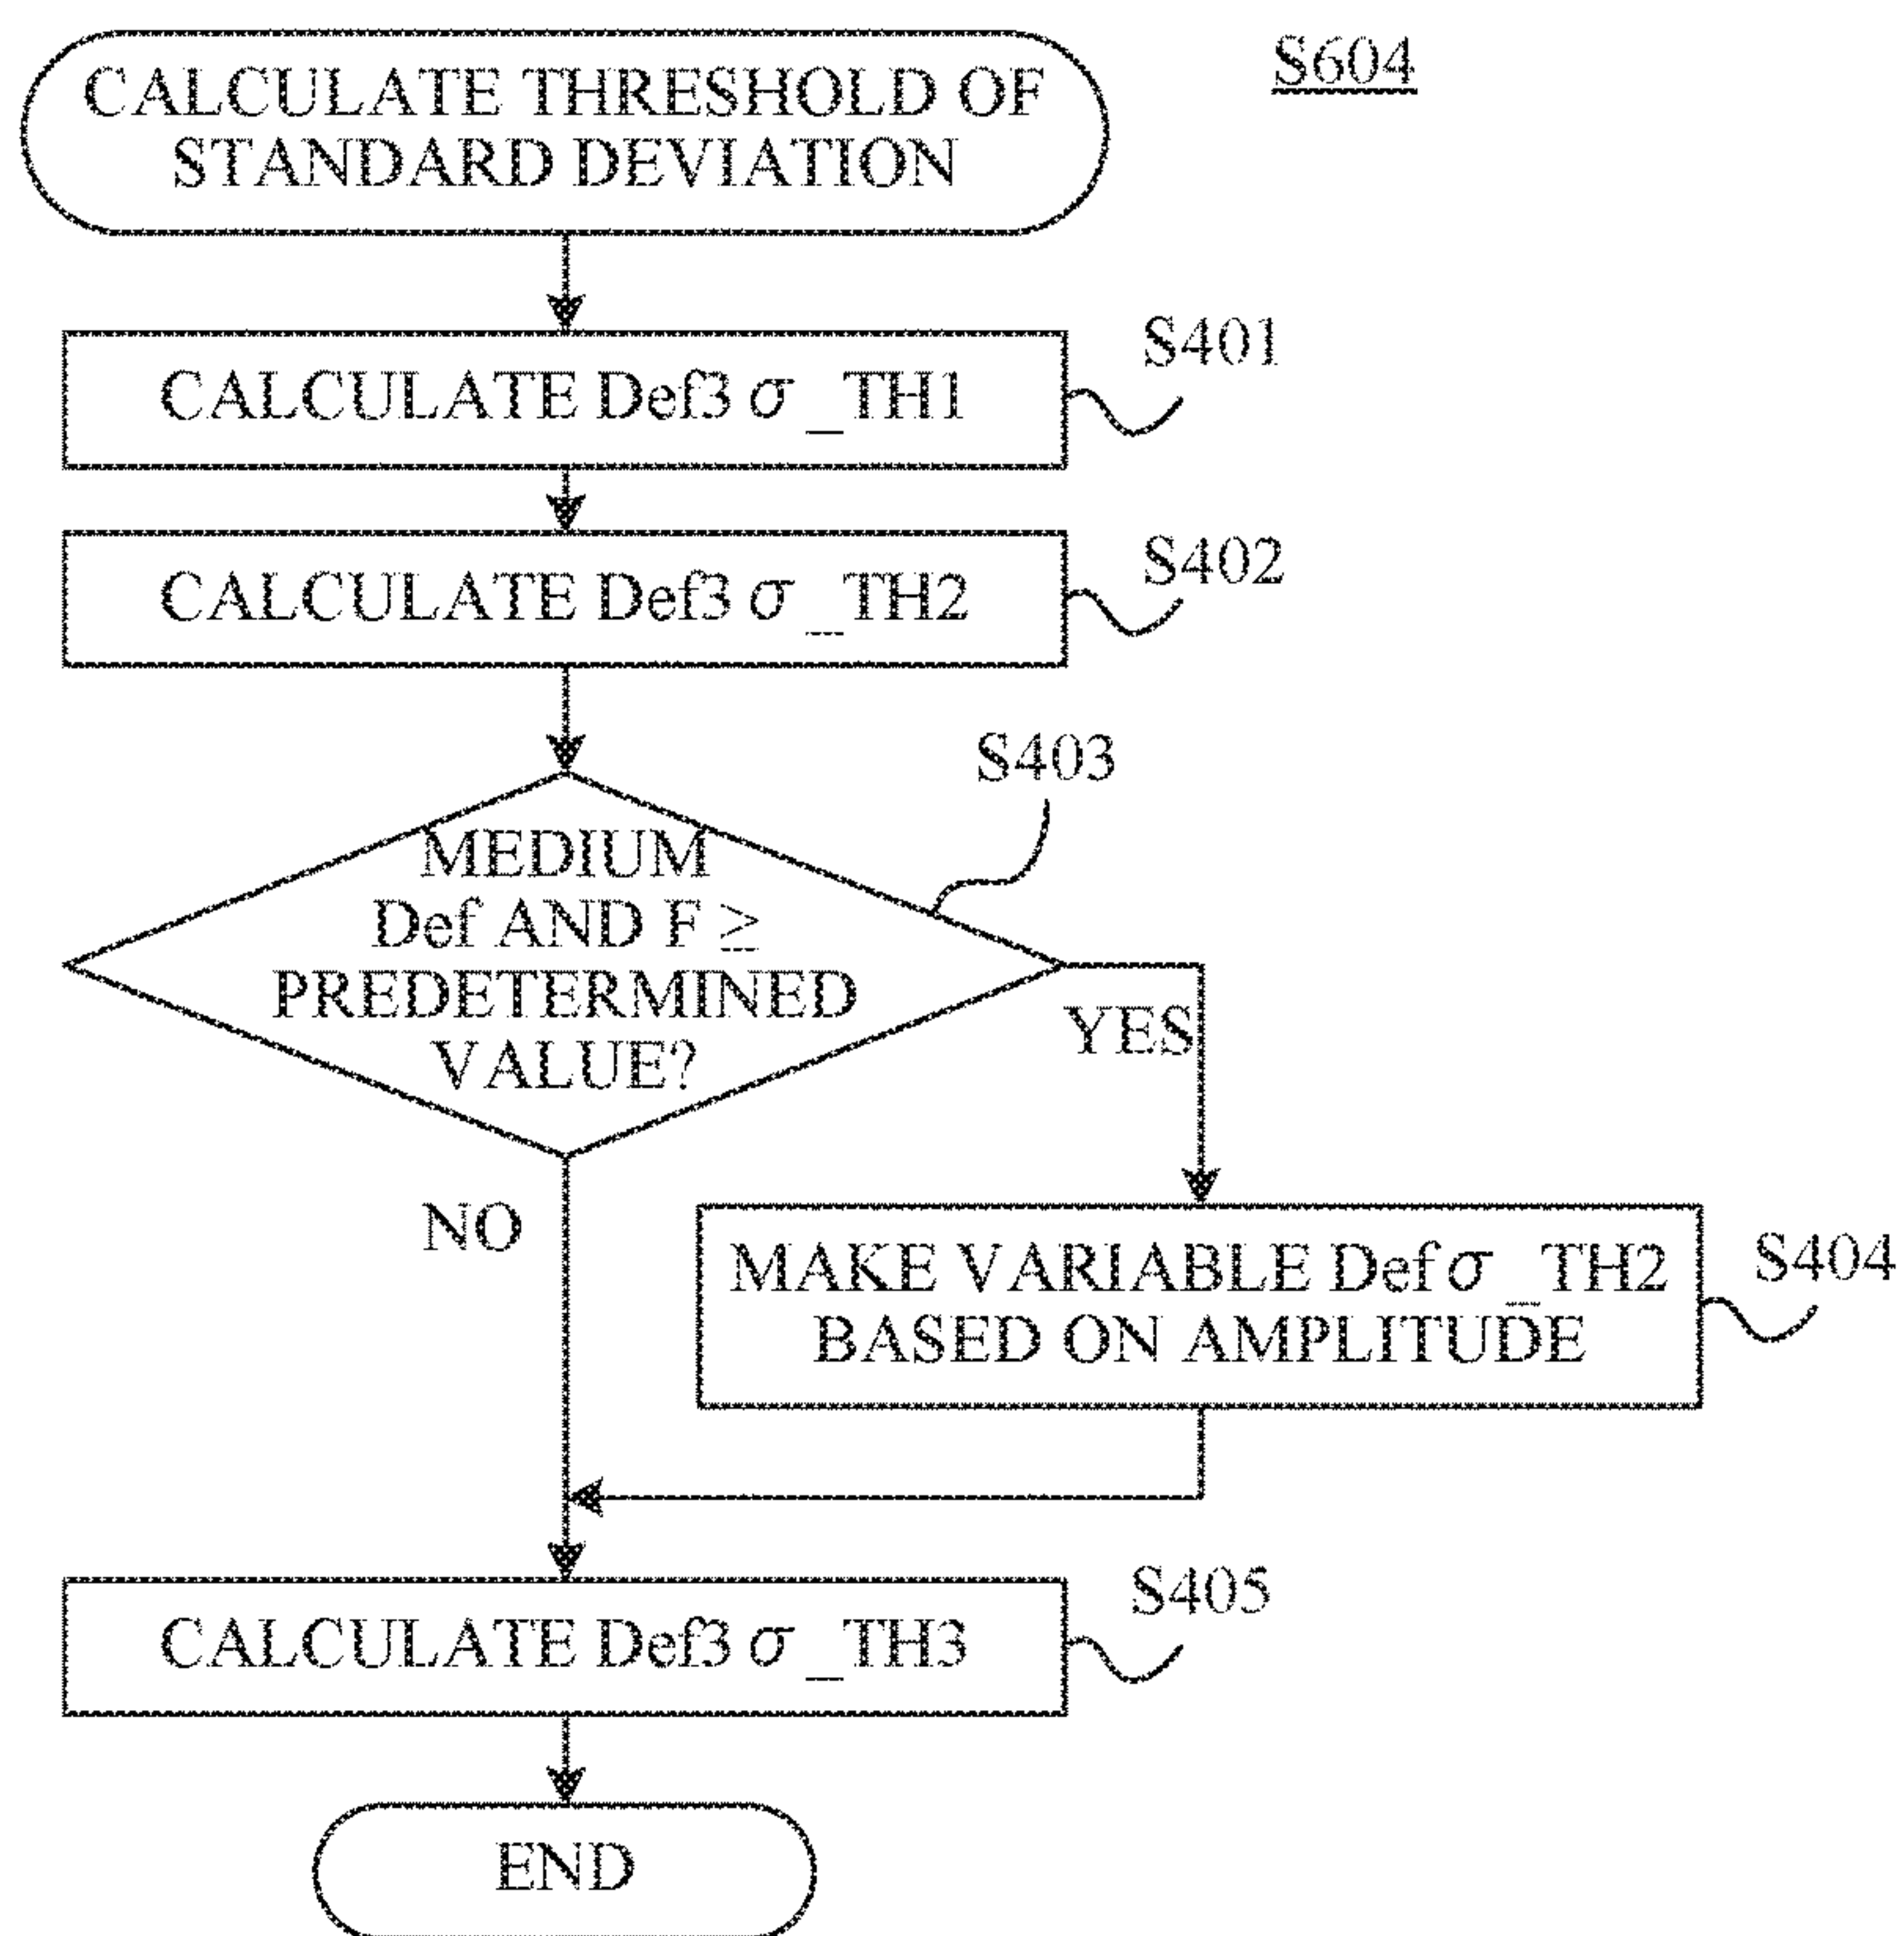 S604
CALCULATE THRESHOLD OF
STANDARD DEVIATION
S401
CALCULATE Def3 σ _TH1
S402
CALCULATE Def3 σ _TH2
S403
MEDIUM
Def AND F ≥
PREDETERMINED
VALUE?
YES
NO
S404
MAKE VARIABLE Def σ _TH2
BASED ON AMPLITUDE
S405
CALCULATE Def3 σ _TH3
END